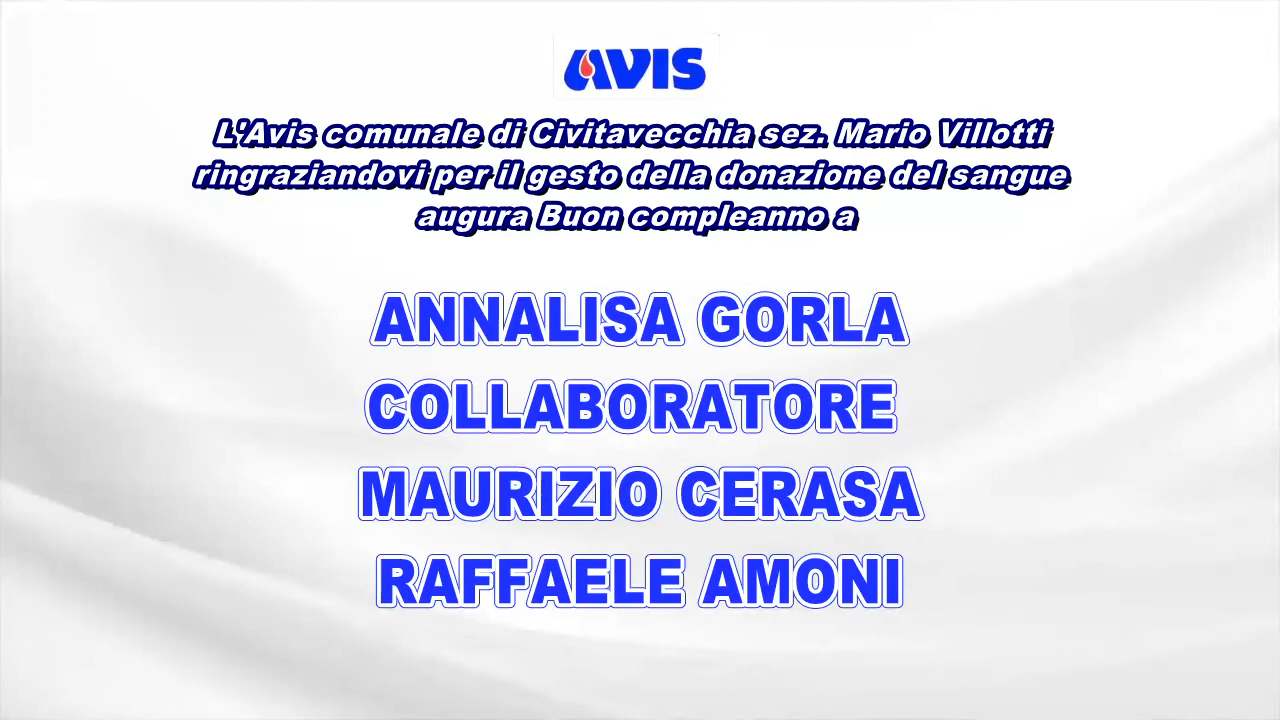 AVIS
L'Avis comunale di Civitavecchia sez. Mario Villotti
ringraziandovi per il gesto della donazione del sangue
augura Buon compleanno a
ANNALISA GORLA
COLLABORATORE
MAURIZIO CERASA
RAFFAELE AMONI